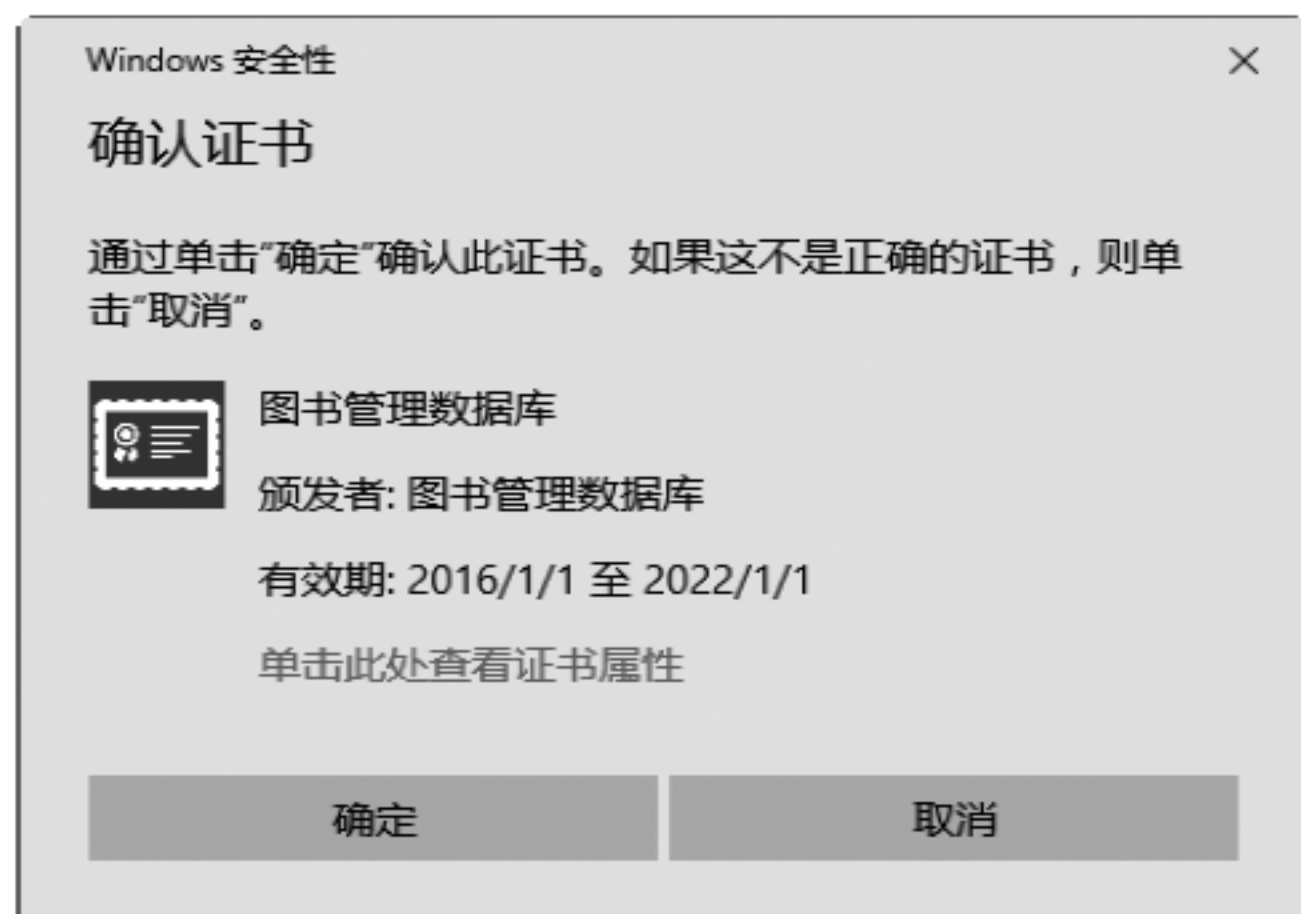 Windows 安全性
确认证书
通过单击"确定"确认此证书。如果这不是正确的证书，则单
击"取消"。
图书管理数据库
颁发者: 图书管理数据库
有效期: 2016/1/1 至 2022/1/1
单击此处查看证书属性
确定
取消